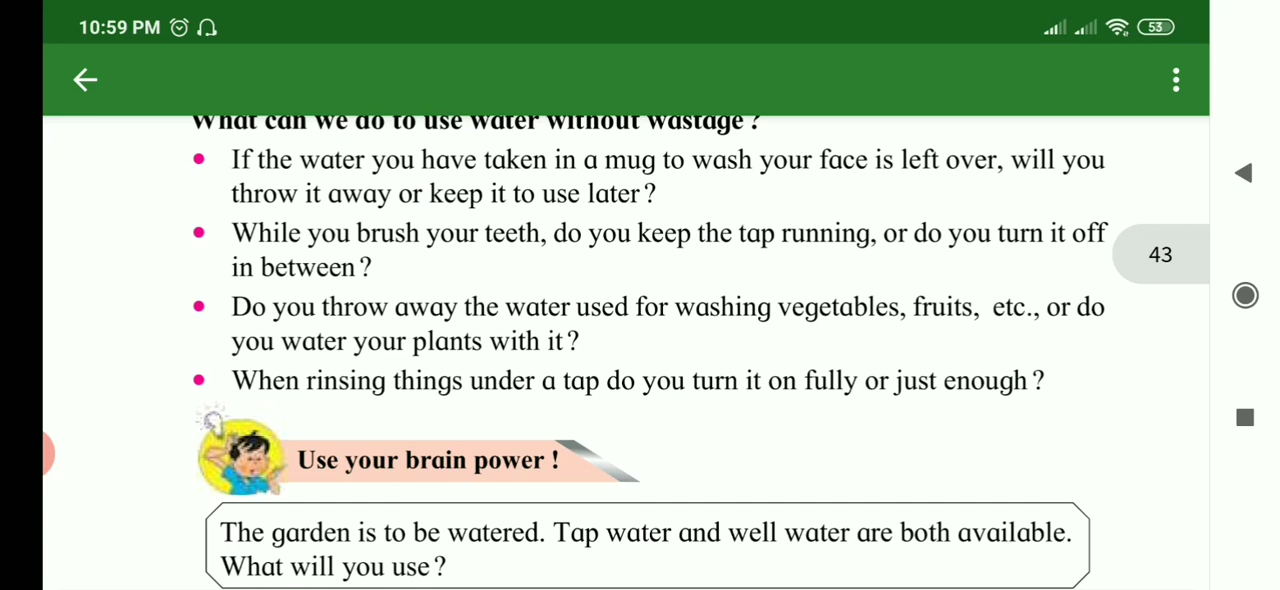 10:59 PM
53
What can we do to use water without wastage ?
• If the water you have taken in a mug to wash your face is left over, will you
throw it away or keep it to use later ?
• While you brush your teeth, do you keep the tap running, or do you turn it off
in between ?
43
• Do you throw away the water used for washing vegetables, fruits, etc., or do
you water your plants with it ?
• When rinsing things under a tap do you turn it on fully or just enough ?
Use your brain power !
The garden is to be watered. Tap water and well water are both available.
What will you use ?